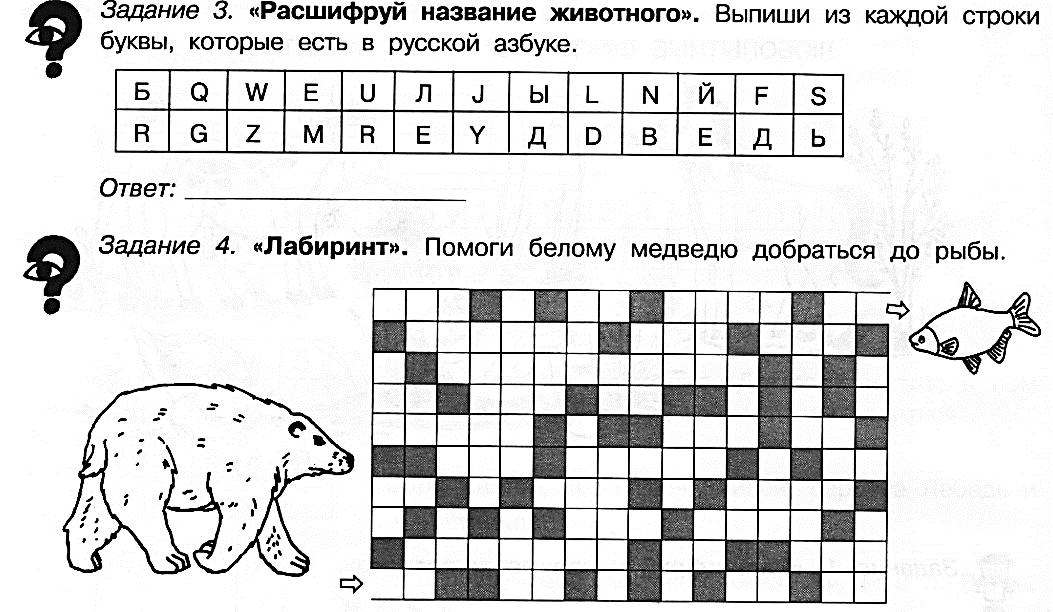 Задание 3. «Расшифруй название животного». Выпиши из каждой строки
буквы, которые есть в русской азбуке.
Б Q W E U Л J Ы L N Й F S
R G Z M R E Y Д D B E Д Ь
Ответ:
Задание 4. «Лабиринт». Помоги белому медведю добраться до рыбы.